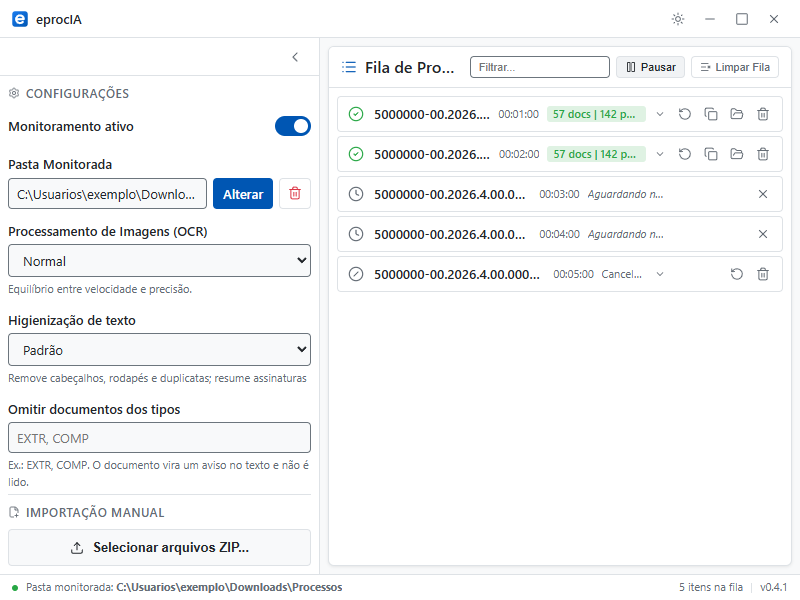 eprocIA
CONFIGURAÇÕES
Monitoramento ativo
Pasta Monitorada
C:\Usuarios\exemplo\Downlo...
Alterar
Processamento de Imagens (OCR)
Normal
Equilíbrio entre velocidade e precisão.
Higienização de texto
Padrão
Remove cabeçalhos, rodapés e duplicatas; resume assinaturas
Omitir documentos dos tipos
EXTR, COMP
Ex.: EXTR, COMP. O documento vira um aviso no texto e não é
lido.
IMPORTAÇÃO MANUAL
Selecionar arquivos ZIP...
Fila de Pro...
Filtrar...
Pausar
Limpar Fila
5000000-00.2026.... 00:01:00 57 docs | 142 p...
5000000-00.2026.... 00:02:00 57 docs | 142 p...
5000000-00.2026.4.00.0... 00:03:00 Aguardando n...
5000000-00.2026.4.00.0... 00:04:00 Aguardando n...
5000000-00.2026.4.00.000... 00:05:00 Cancel...
Pasta monitorada: C:\Usuarios\exemplo\Downloads\Processos
5 itens na fila
v0.4.1